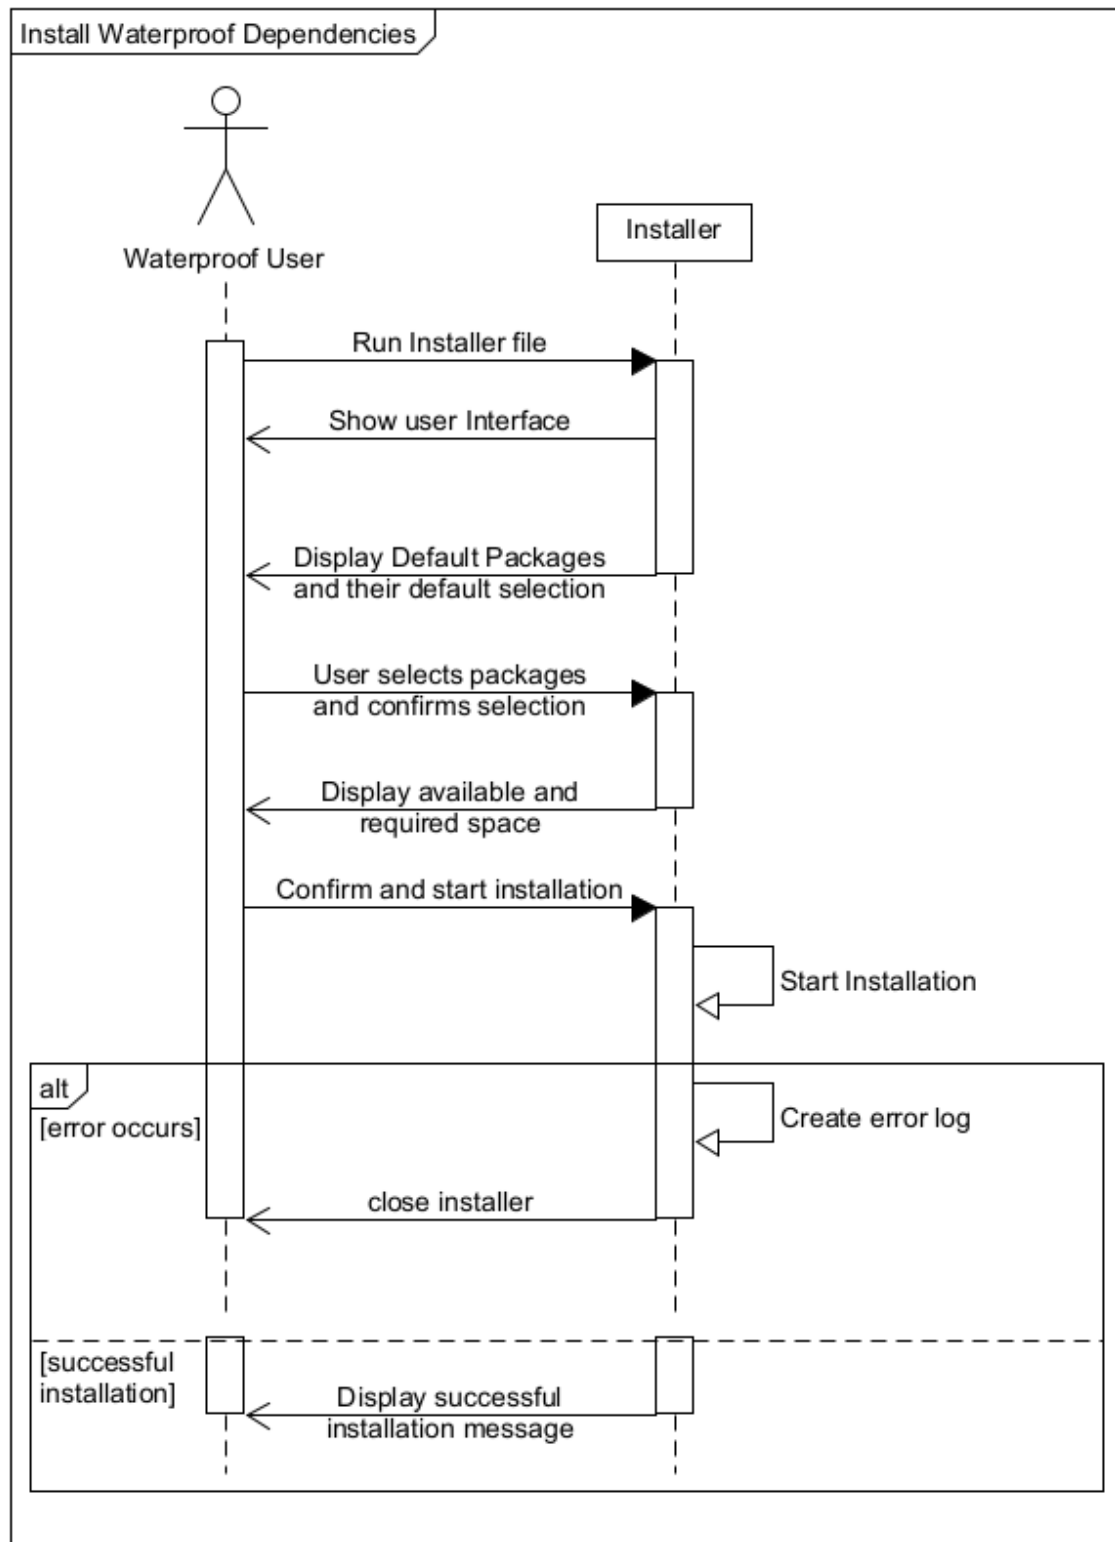 Install Waterproof Dependencies
Waterproof User
Installer
Run Installer file
Show user Interface
Display Default Packages
and their default selection
User selects packages
and confirms selection
Display available and
required space
Confirm and start installation
Start Installation
alt
[error occurs]
Create error log
close installer
[successful
installation]
Display successful
installation message